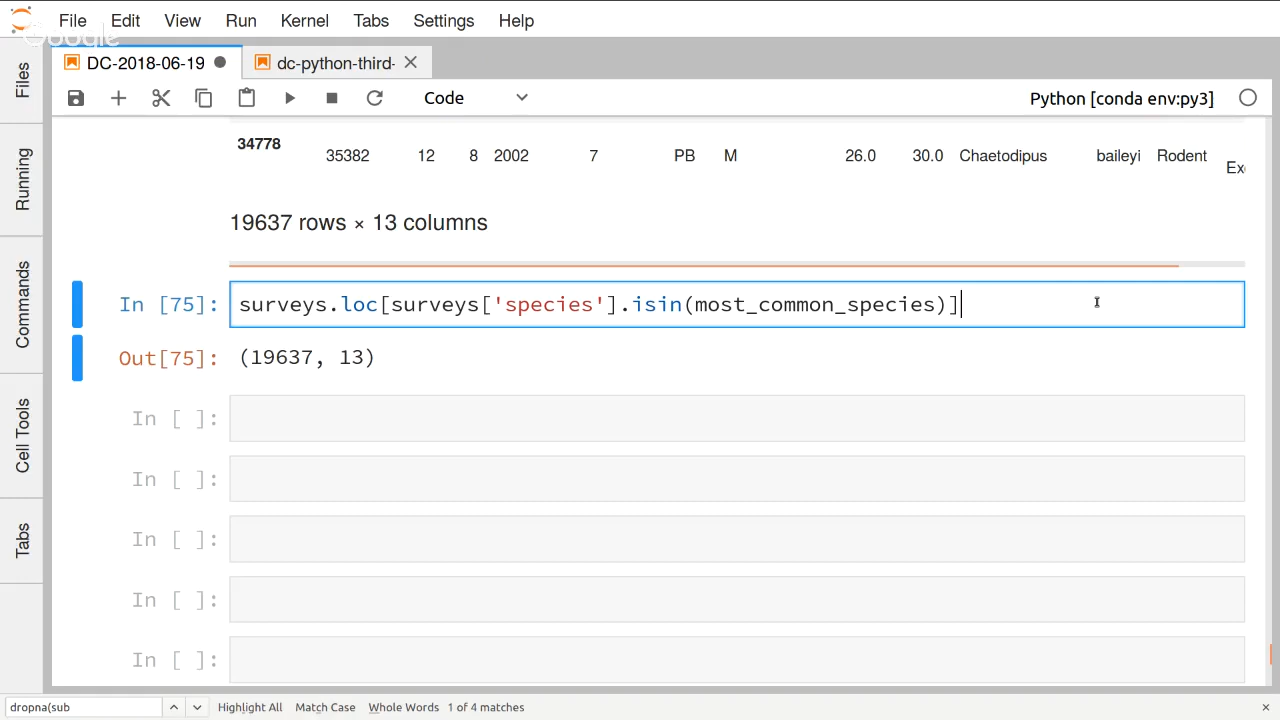 File Edit View Run Kernel Tabs Settings Help
Google
DC-2018-06-19 dc-python-third-
Code Python [conda env:py3]
Files
Running
Commands
Cell Tools
Tabs
34778 35382 12 8 2002 7 PB M 26.0 30.0 Chaetodipus baileyi Rodent Ex
19637 rows × 13 columns
In [75]: surveys.loc[surveys['species'].isin(most_common_species)]
Out[75]: (19637, 13)
In [ ]:
In [ ]:
In [ ]:
In [ ]:
In [ ]:
dropna(sub Highlight All Match Case Whole Words 1 of 4 matches